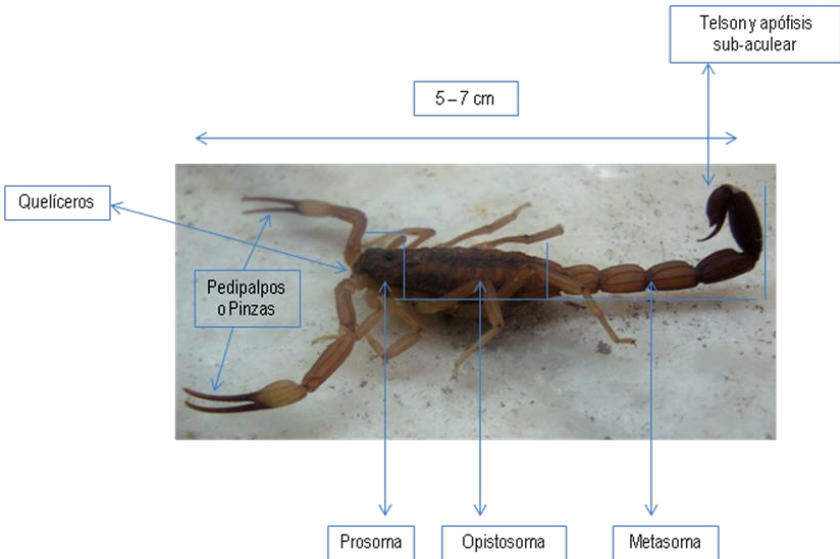 Telson y apófisis
sub-aculear
5 – 7 cm
Quelíceros
Pedipalpos
o Pinzas
Prosoma
Opistosoma
Metasoma